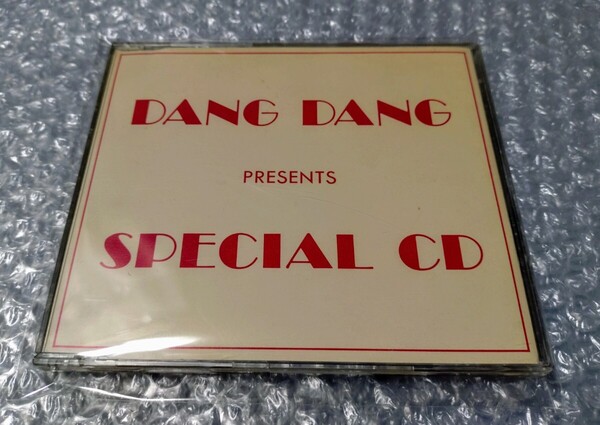 DANG DANG
PRESENTS
SPECIAL CD